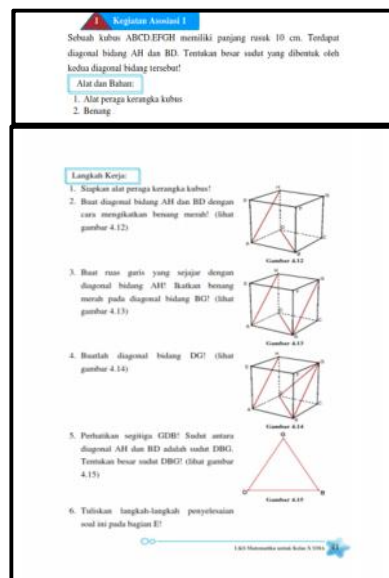 1 Kegiatan Asosiasi 1
Sebuah kubus ABCD.EFGH memiliki panjang rusuk 10 cm. Terdapat
diagonal bidang AH dan BD. Tentukan besar sudut yang dibentuk oleh
kedua diagonal bidang tersebut!
Alat dan Bahan:
1. Alat peraga kerangka kubus
2. Benang
Langkah Kerja:
1. Siapkan alat peraga kerangka kubus!
2. Buat diagonal bidang AH dan BD dengan
cara mengikatkan benang merah! (lihat
gambar 4.12)
Gambar 4.12
3. Buat ruas garis yang sejajar dengan
diagonal bidang AH! Ikatkan benang
merah pada diagonal bidang BG! (lihat
gambar 4.13)
Gambar 4.13
4. Buatlah diagonal bidang DG! (lihat
gambar 4.14)
Gambar 4.14
5. Perhatikan segitiga GDB! Sudut antara
diagonal AH dan BD adalah sudut DBG.
Tentukan besar sudut DBG! (lihat gambar
4.15)
G
D
B
Gambar 4.15
6. Tuliskan langkah-langkah penyelesaian
soal ini pada bagian E!
LKS Matematika untuk Kelas X SMA